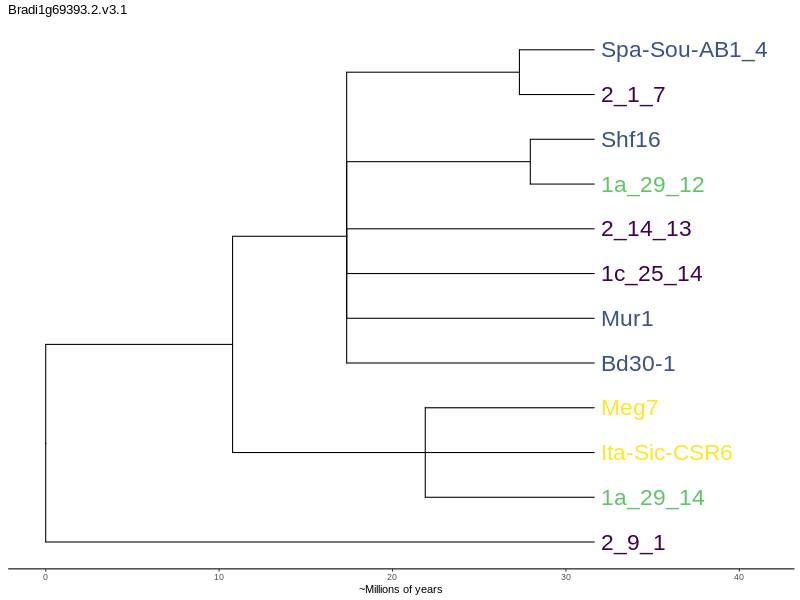 Bradi1g69393.2.v3.1
Spa-Sou-AB1_4
2_1_7
Shf16
1a_29_12
2_14_13
1c_25_14
Mur1
Bd30-1
Meg7
Ita-Sic-CSR6
1a_29_14
2_9_1
0 10 20 30 40
~Millions of years